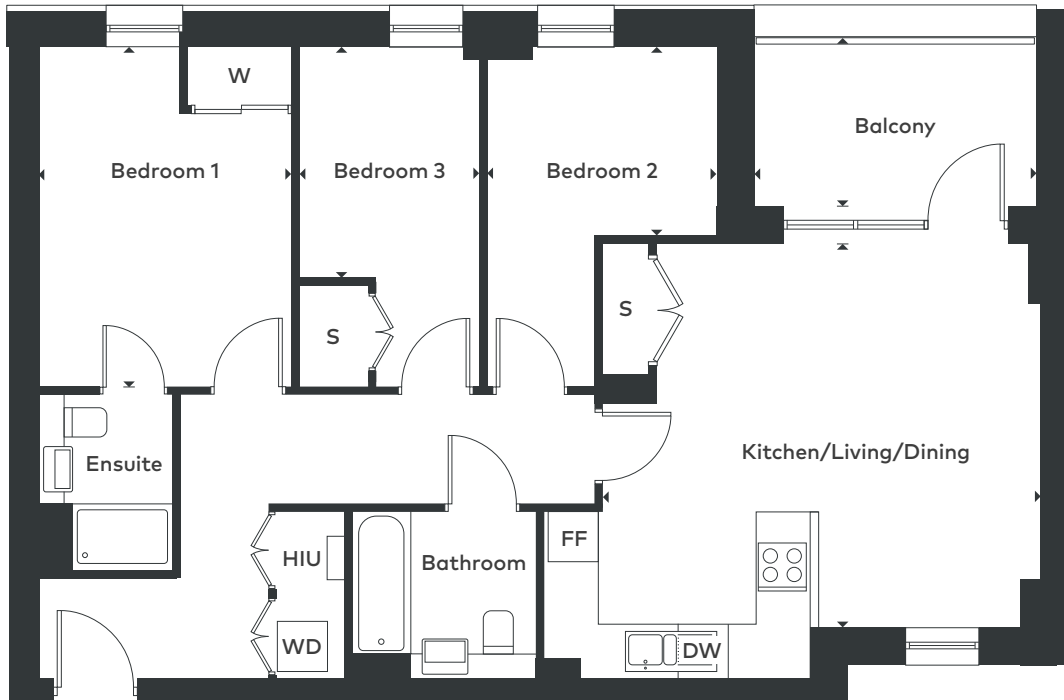 W
Balcony
Bedroom 1
Bedroom 3
Bedroom 2
S
S
Kitchen/Living/Dining
Ensuite
FF
HIU
Bathroom
WD
DW